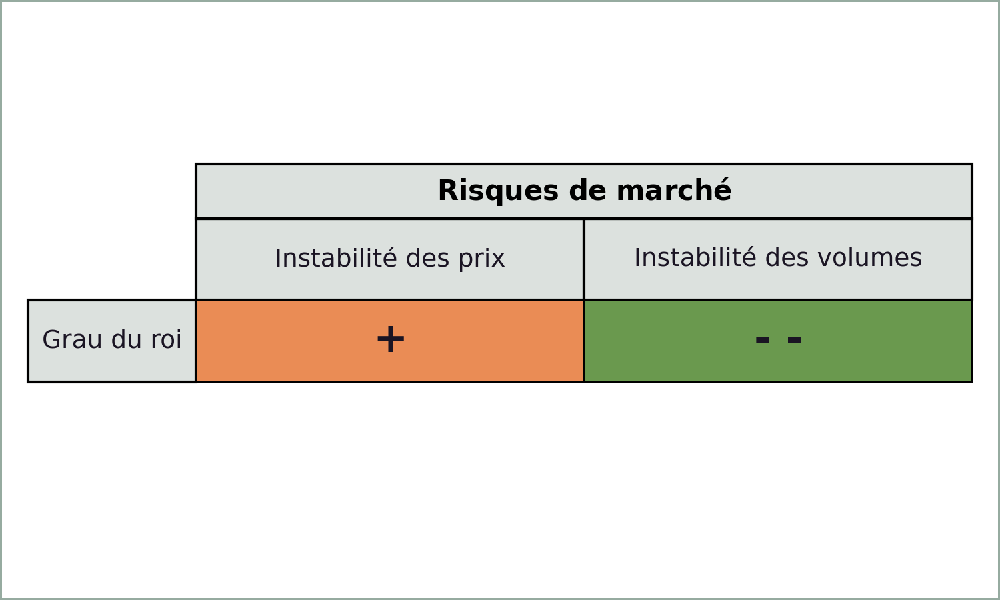 Risques de marché
Instabilité des prix
Instabilité des volumes
Grau du roi
+
- -